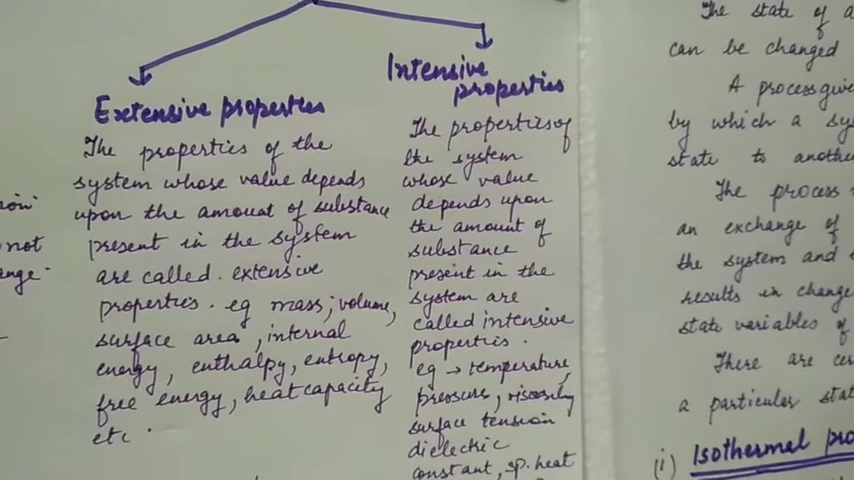 Extensive properties
The properties of the
system whose value depends
upon the amount of substance
present in the system
are called . extensive
properties . eg mass, volume,
surface area, internal
energy, enthalpy, entropy,
free energy, heat capacity
etc .
Intensive
properties
The properties of
the system
whose value
depends upon
the amount of
substance
present in the
system are
called intensive
properties .
eg → temperature,
pressure, viscosity
surface tension
dielectric
constant, sp. heat
not
The state of a
can be changed
A process give
by which a sys
state to another
The process
an exchange of
the system and
results in change
state variables of
There are cer
a particular stat
(i) Isothermal pro